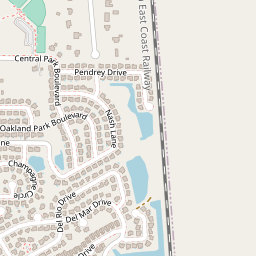 East Coast Railway
Central Park
Boulevard
Pendrey Drive
Oakland Park Boulevard
Nash Lane
ne
Champagne
Circle
Del Rio Drive
Del Mar Drive
Drive